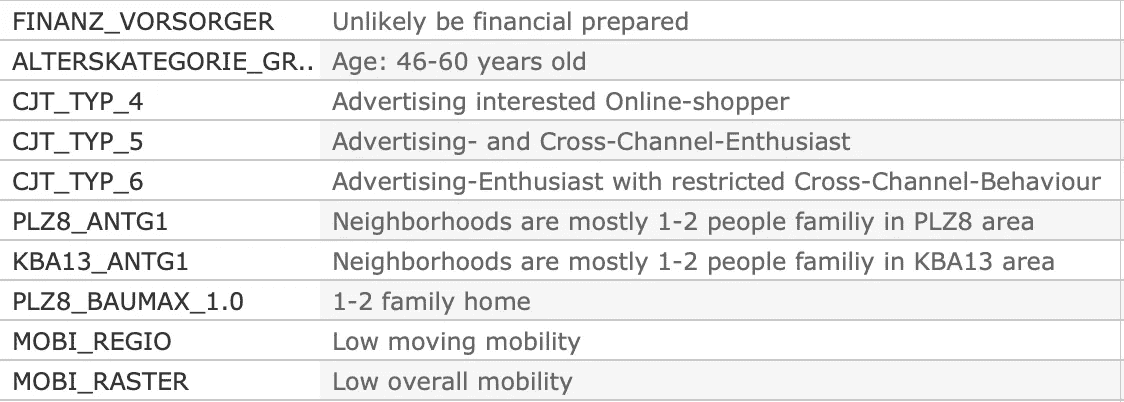 FINANZ_VORSORGER Unlikely be financial prepared
ALTERSKATEGORIE_GR.. Age: 46-60 years old
CJT_TYP_4 Advertising interested Online-shopper
CJT_TYP_5 Advertising- and Cross-Channel-Enthusiast
CJT_TYP_6 Advertising-Enthusiast with restricted Cross-Channel-Behaviour
PLZ8_ANTG1 Neighborhoods are mostly 1-2 people familiy in PLZ8 area
KBA13_ANTG1 Neighborhoods are mostly 1-2 people familiy in KBA13 area
PLZ8_BAUMAX_1.0 1-2 family home
MOBI_REGIO Low moving mobility
MOBI_RASTER Low overall mobility